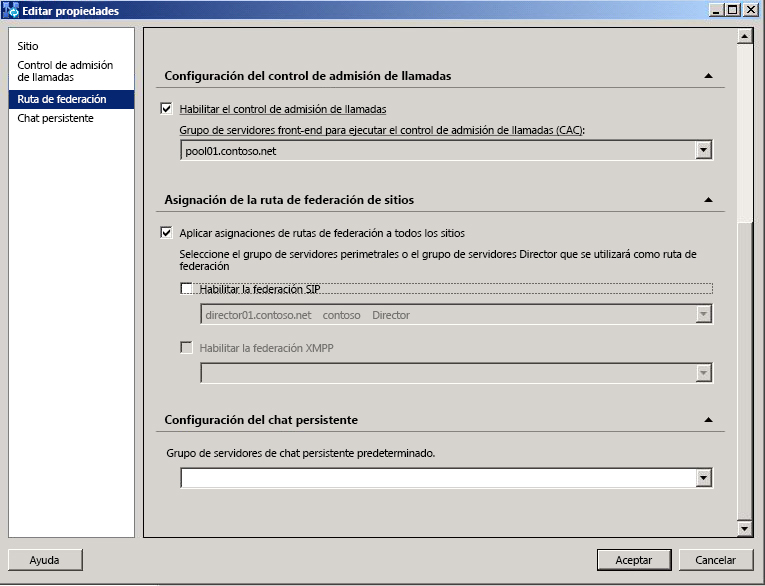 Editar propiedades
Sitio
Control de admisión
de llamadas
Ruta de federación
Chat persistente
Configuración del control de admisión de llamadas
Habilitar el control de admisión de llamadas
Grupo de servidores front-end para ejecutar el control de admisión de llamadas (CAC):
pool01.contoso.net
Asignación de la ruta de federación de sitios
Aplicar asignaciones de rutas de federación a todos los sitios
Seleccione el grupo de servidores perimetrales o el grupo de servidores Director que se utilizará como ruta de
federación
Habilitar la federación SIP
director01.contoso.net contoso Director
Habilitar la federación XMPP
Configuración del chat persistente
Grupo de servidores de chat persistente predeterminado.
Ayuda
Aceptar
Cancelar